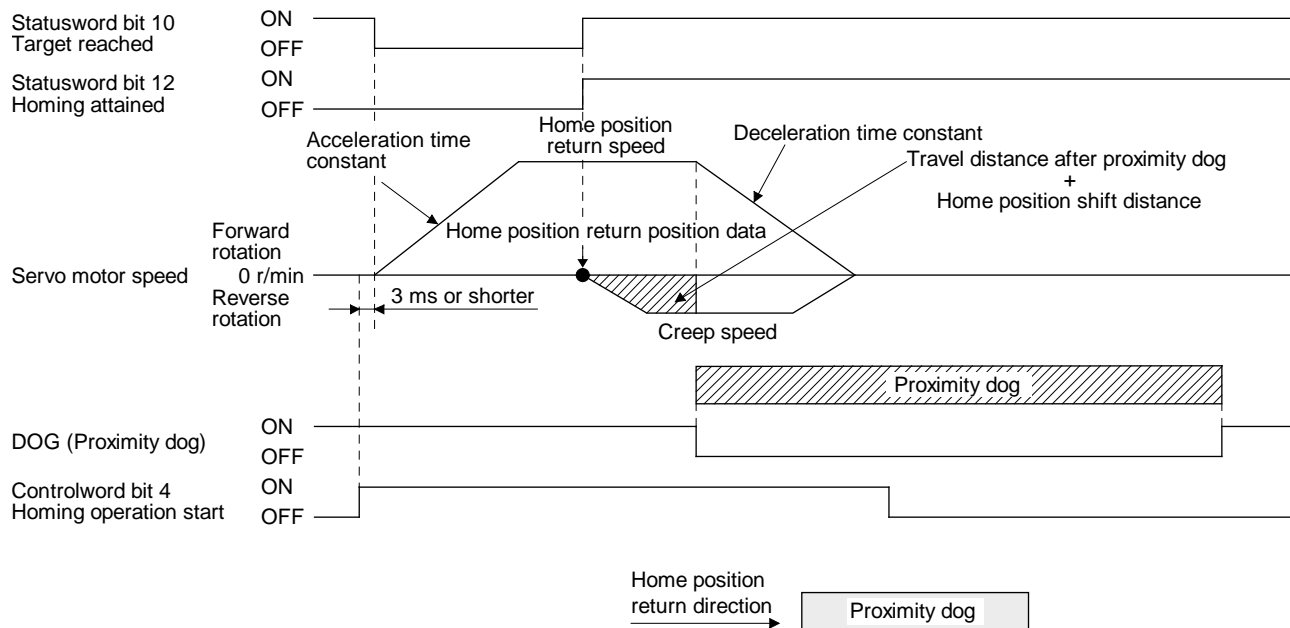 Statusword bit 10
Target reached
ON
OFF
Statusword bit 12
Homing attained
ON
OFF
Acceleration time
constant
Home position
return speed
Deceleration time constant
Travel distance after proximity dog
+
Home position shift distance
Home position return position data
Servo motor speed
Forward
rotation
0 r/min
Reverse
rotation
3 ms or shorter
Creep speed
Proximity dog
DOG (Proximity dog)
ON
OFF
Controlword bit 4
Homing operation start
ON
OFF
Home position
return direction
Proximity dog